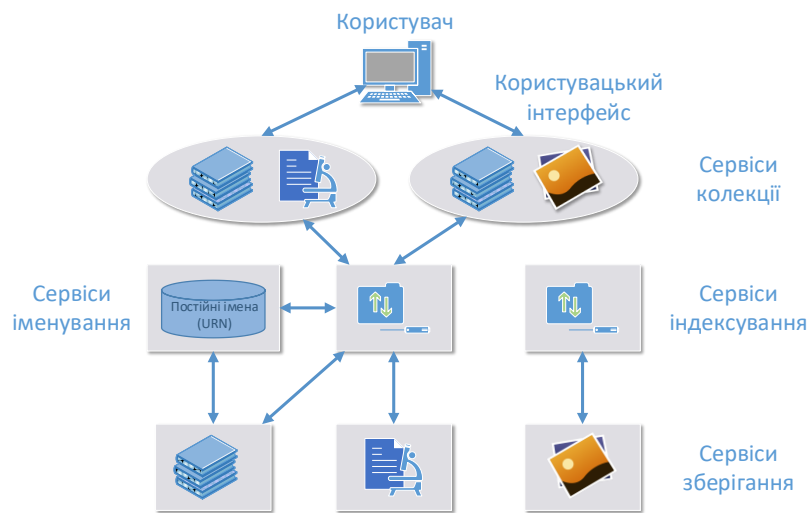 Користувач
Користувацький
інтерфейс
Сервіси
колекції
Сервіси
іменування
Постійні імена
(URN)
Сервіси
індексування
Сервіси
зберігання